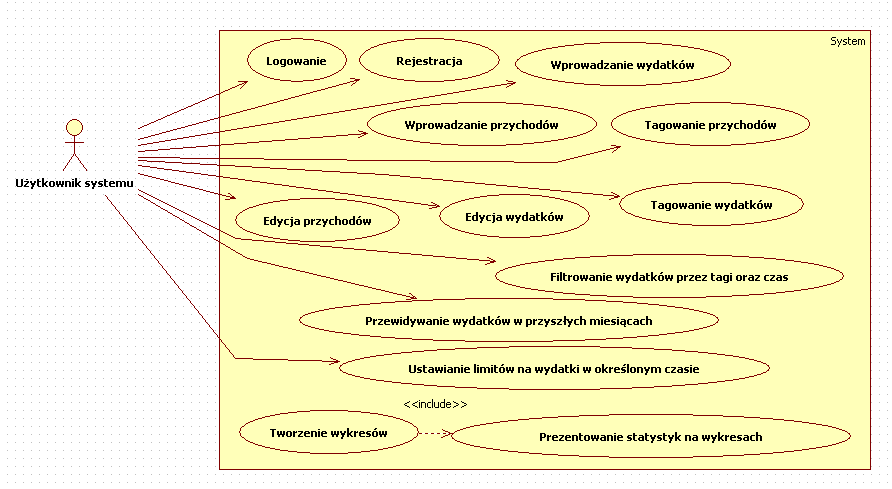 System
Logowanie
Rejestracja
Wprowadzanie wydatków
Wprowadzanie przychodów
Tagowanie przychodów
Użytkownik systemu
Edycja przychodów
Edycja wydatków
Tagowanie wydatków
Filtrowanie wydatków przez tagi oraz czas
Przewidywanie wydatków w przyszłych miesiącach
Ustawianie limitów na wydatki w określonym czasie
<<include>>
Tworzenie wykresów
Prezentowanie statystyk na wykresach